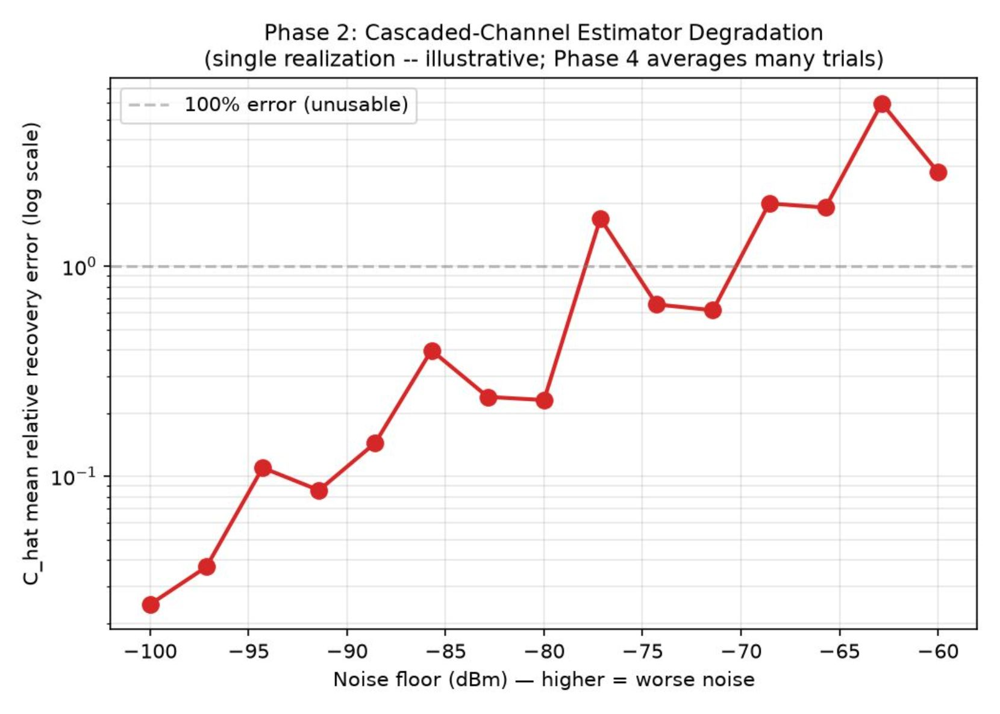 Phase 2: Cascaded-Channel Estimator Degradation
(single realization -- illustrative; Phase 4 averages many trials)
100% error (unusable)
C_hat mean relative recovery error (log scale)
10⁰
10⁻¹
−100 −95 −90 −85 −80 −75 −70 −65 −60
Noise floor (dBm) — higher = worse noise